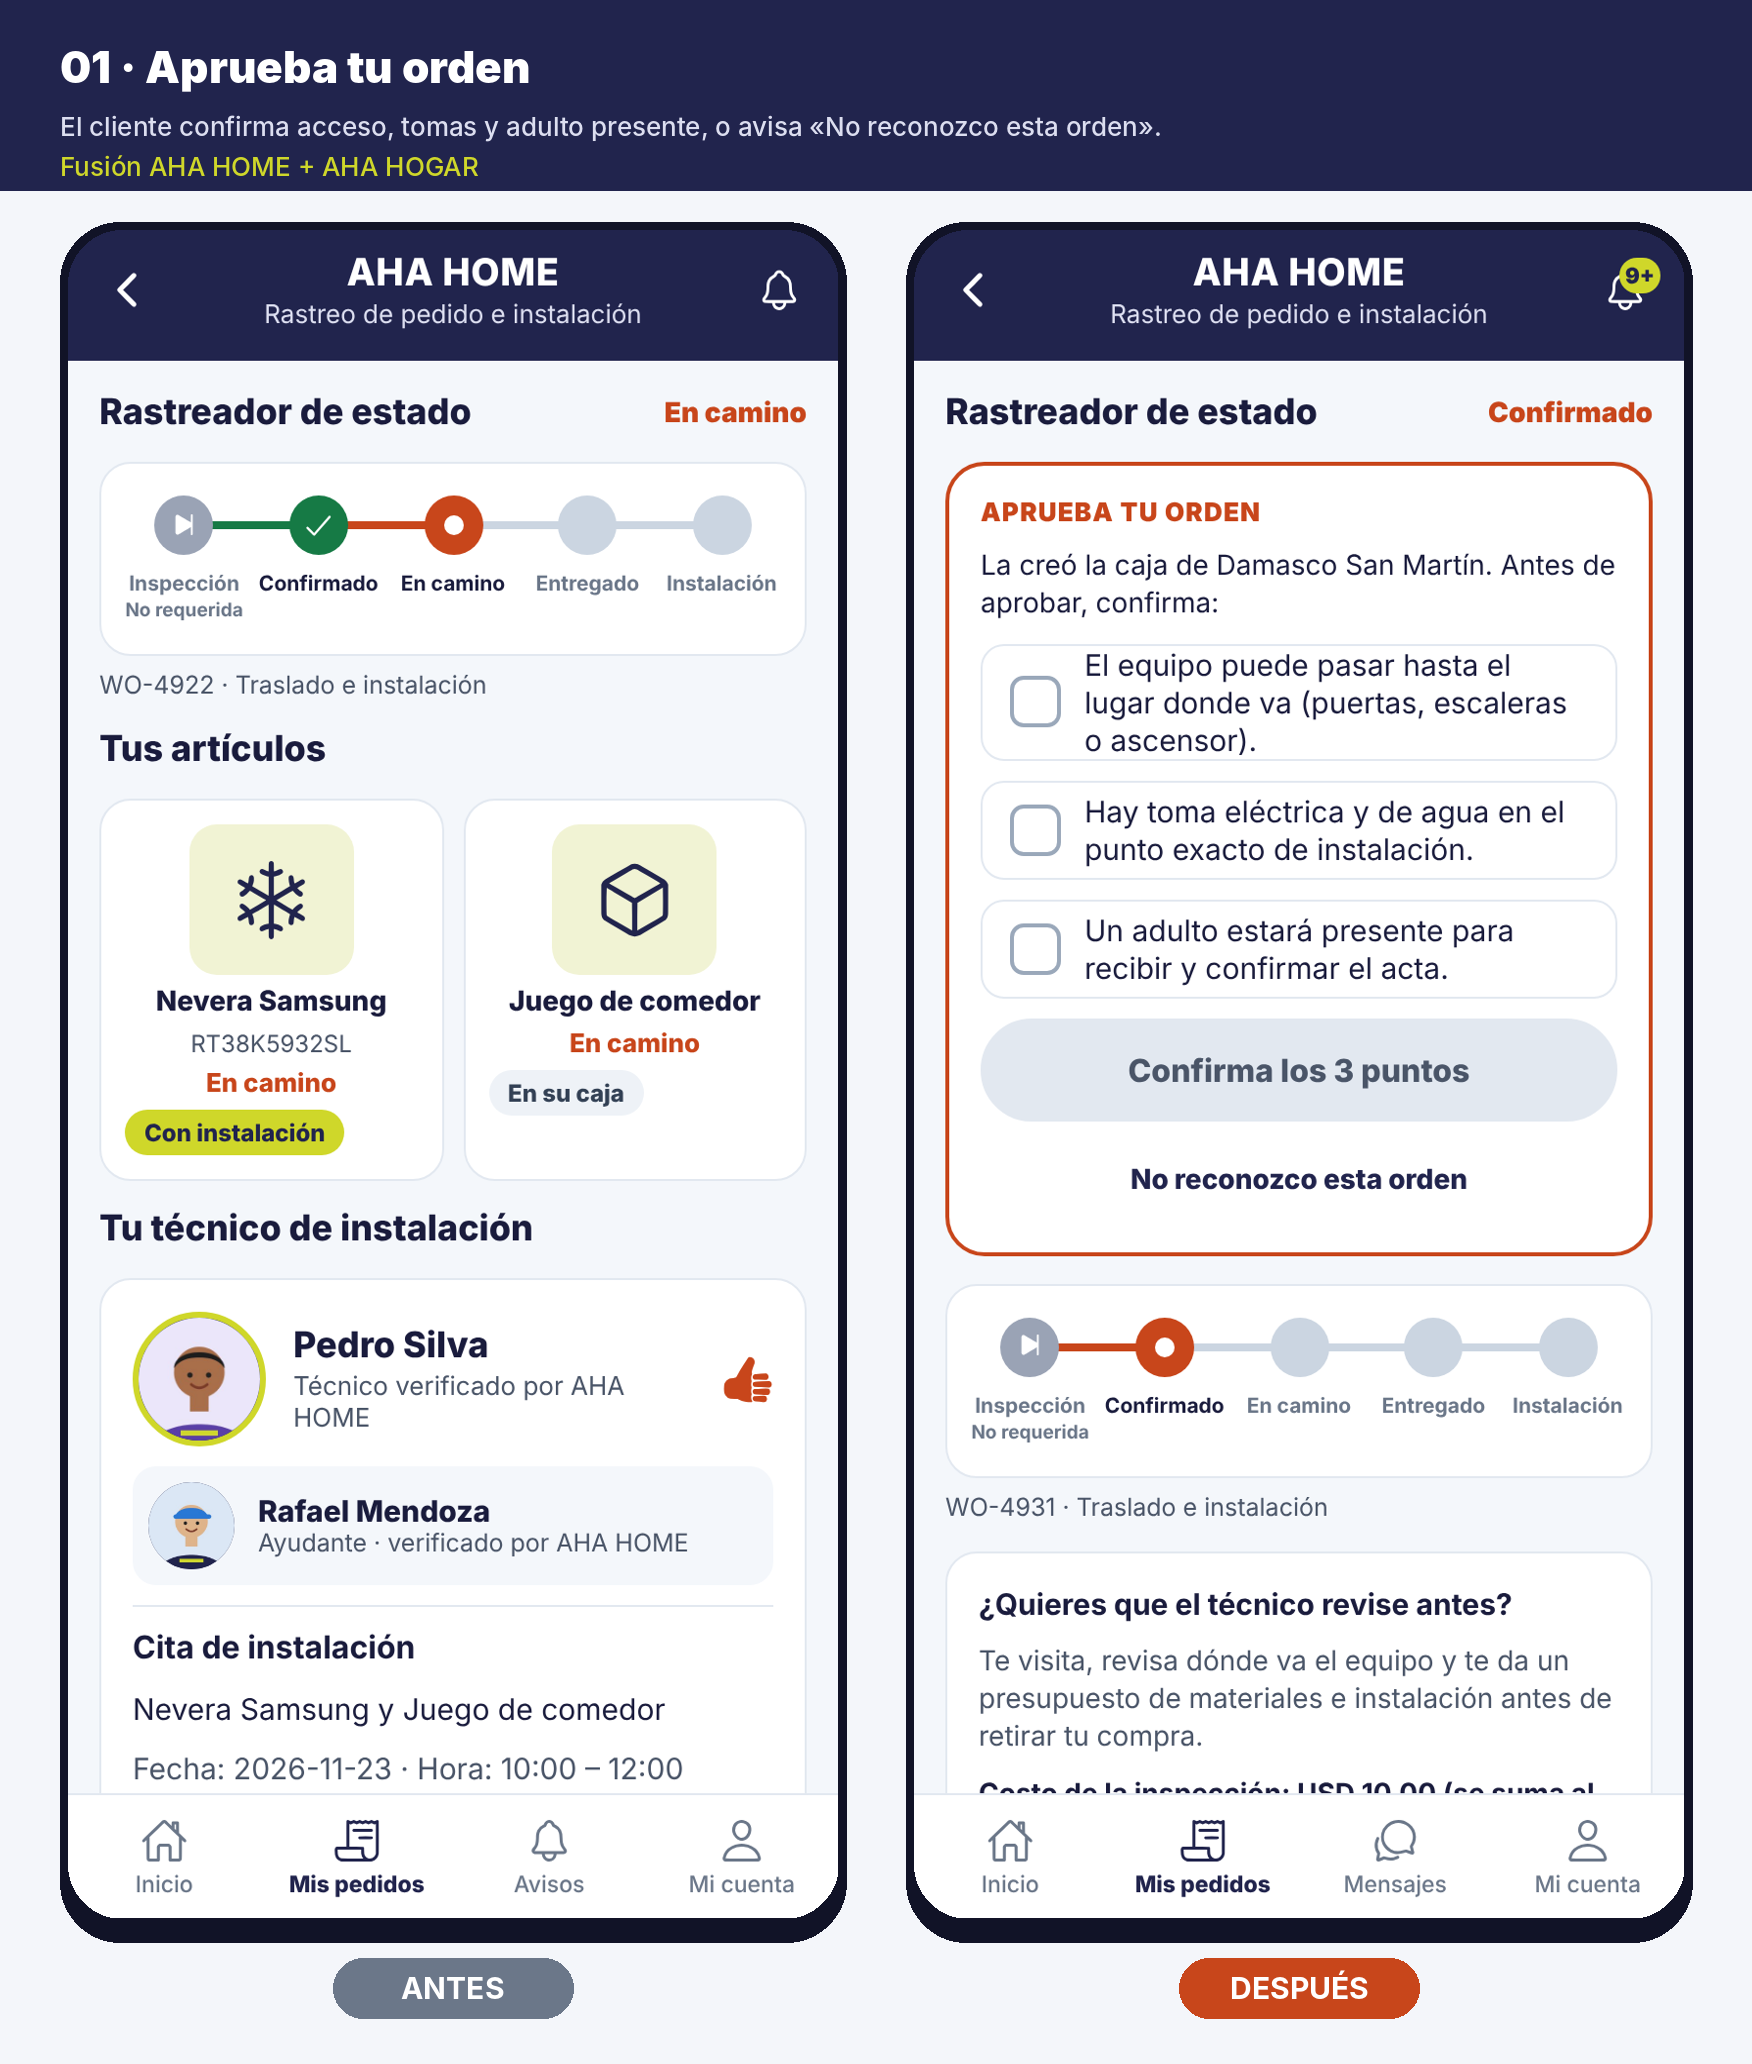 01 · Aprueba tu orden
El cliente confirma acceso, tomas y adulto presente, o avisa «No reconozco esta orden».
Fusión AHA HOME + AHA HOGAR
AHA HOME
Rastreo de pedido e instalación
Rastreador de estado
En camino
Inspección
No requerida
Confirmado
En camino
Entregado
Instalación
WO-4922 · Traslado e instalación
Tus artículos
Nevera Samsung
RT38K5932SL
En camino
Con instalación
Juego de comedor
En camino
En su caja
Tu técnico de instalación
Pedro Silva
Técnico verificado por AHA
HOME
Rafael Mendoza
Ayudante · verificado por AHA HOME
Cita de instalación
Nevera Samsung y Juego de comedor
Fecha: 2026-11-23 · Hora: 10:00 – 12:00
Inicio
Mis pedidos
Avisos
Mi cuenta
ANTES
AHA HOME
Rastreo de pedido e instalación
9+
Rastreador de estado
Confirmado
APRUEBA TU ORDEN
La creó la caja de Damasco San Martín. Antes de
aprobar, confirma:
El equipo puede pasar hasta el
lugar donde va (puertas, escaleras
o ascensor).
Hay toma eléctrica y de agua en el
punto exacto de instalación.
Un adulto estará presente para
recibir y confirmar el acta.
Confirma los 3 puntos
No reconozco esta orden
Inspección
No requerida
Confirmado
En camino
Entregado
Instalación
WO-4931 · Traslado e instalación
¿Quieres que el técnico revise antes?
Te visita, revisa dónde va el equipo y te da un
presupuesto de materiales e instalación antes de
retirar tu compra.
Costo de la inspección: USD 10.00 (se suma al
Inicio
Mis pedidos
Mensajes
Mi cuenta
DESPUÉS